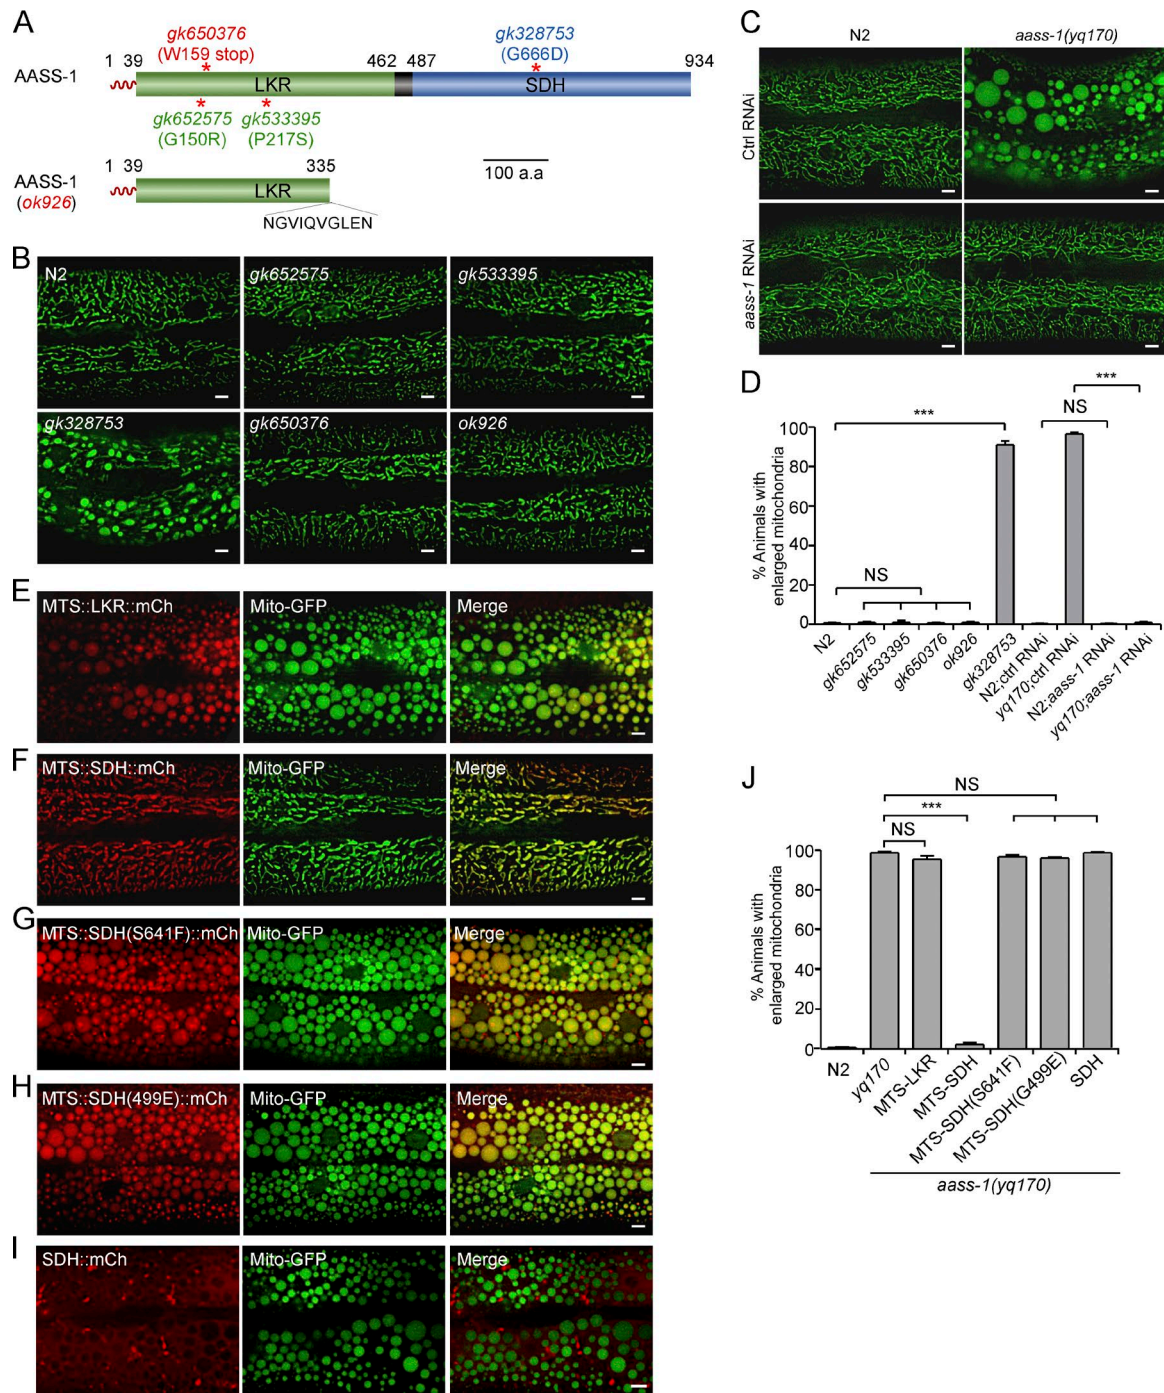 A
gk650376
(W159 stop)
gk328753
(G666D)
1 39
462 487
934
AASS-1
LKR
SDH
gk652575
(G150R)
gk533395
(P217S)
100 a.a
1 39
335
AASS-1
(ok926)
LKR
NGVIQVGLEN
B
N2
gk652575
gk533395
gk328753
gk650376
ok926
C
N2
aass-1(yq170)
Ctrl RNAi
aass-1 RNAi
D
% Animals with
enlarged mitochondria
100
80
60
40
20
0
***
NS
***
NS
N2
gk652575
gk533395
gk650376
ok926
gk328753
N2;ctrl RNAi
yq170;ctrl RNAi
N2;aass-1 RNAi
yq170;aass-1 RNAi
E
MTS::LKR::mCh
Mito-GFP
Merge
F
MTS::SDH::mCh
Mito-GFP
Merge
G
MTS::SDH(S641F)::mCh
Mito-GFP
Merge
H
MTS::SDH(499E)::mCh
Mito-GFP
Merge
I
SDH::mCh
Mito-GFP
Merge
J
% Animals with
enlarged mitochondria
100
80
60
40
20
0
NS
***
NS
N2
yq170
MTS-LKR
MTS-SDH
MTS-SDH(S641F)
MTS-SDH(G499E)
SDH
aass-1(yq170)